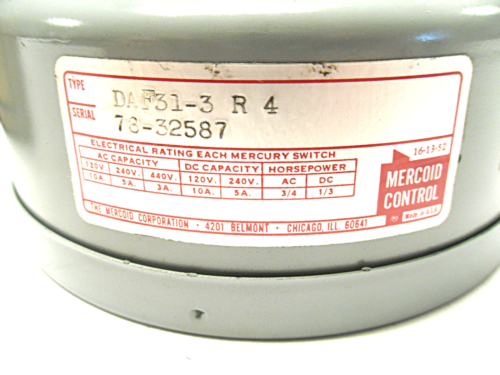 TYPE DAF31-3 R 4
SERIAL 78-32587
ELECTRICAL RATING EACH MERCURY SWITCH
AC CAPACITY DC CAPACITY HORSEPOWER
120V. 240V. 440V. 120V. 240V. AC DC
10A. 5A. 3A. 10A. 5A. 3/4 1/3
16-13-52
MERCOID
CONTROL
MADE IN U.S.A.
THE MERCOID CORPORATION - 4201 BELMONT - CHICAGO, ILL. 60641